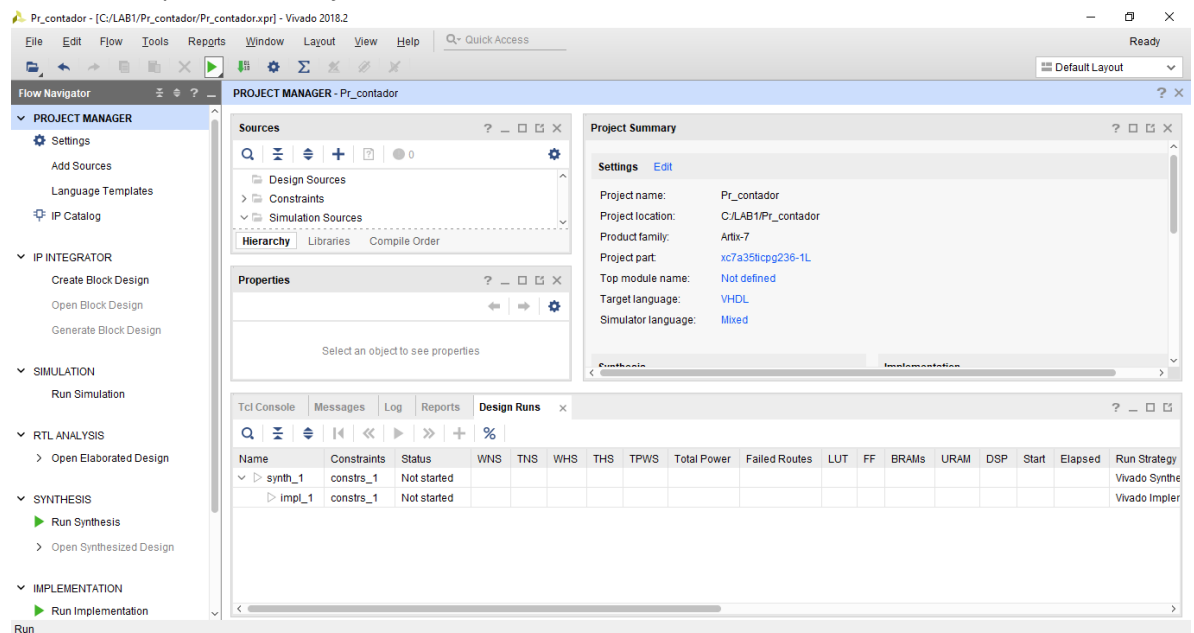 Pr_contador - [C:/LAB1/Pr_contador/Pr_contador.xpr] - Vivado 2018.2
File Edit Flow Tools Reports Window Layout View Help Quick Access Ready
Default Layout
Flow Navigator
PROJECT MANAGER - Pr_contador
PROJECT MANAGER
Settings
Add Sources
Language Templates
IP Catalog
IP INTEGRATOR
Create Block Design
Open Block Design
Generate Block Design
SIMULATION
Run Simulation
RTL ANALYSIS
Open Elaborated Design
SYNTHESIS
Run Synthesis
Open Synthesized Design
IMPLEMENTATION
Run Implementation
Sources
0
Design Sources
Constraints
Simulation Sources
Hierarchy Libraries Compile Order
Properties
Select an object to see properties
Project Summary
Settings Edit
Project name: Pr_contador
Project location: C:/LAB1/Pr_contador
Product family: Artix-7
Project part: xc7a35ticpg236-1L
Top module name: Not defined
Target language: VHDL
Simulator language: Mixed
Synthesis Implementation
Tcl Console Messages Log Reports Design Runs
Name Constraints Status WNS TNS WHS THS TPWS Total Power Failed Routes LUT FF BRAMs URAM DSP Start Elapsed Run Strategy
synth_1 constrs_1 Not started Vivado Synthe
impl_1 constrs_1 Not started Vivado Impler
Run